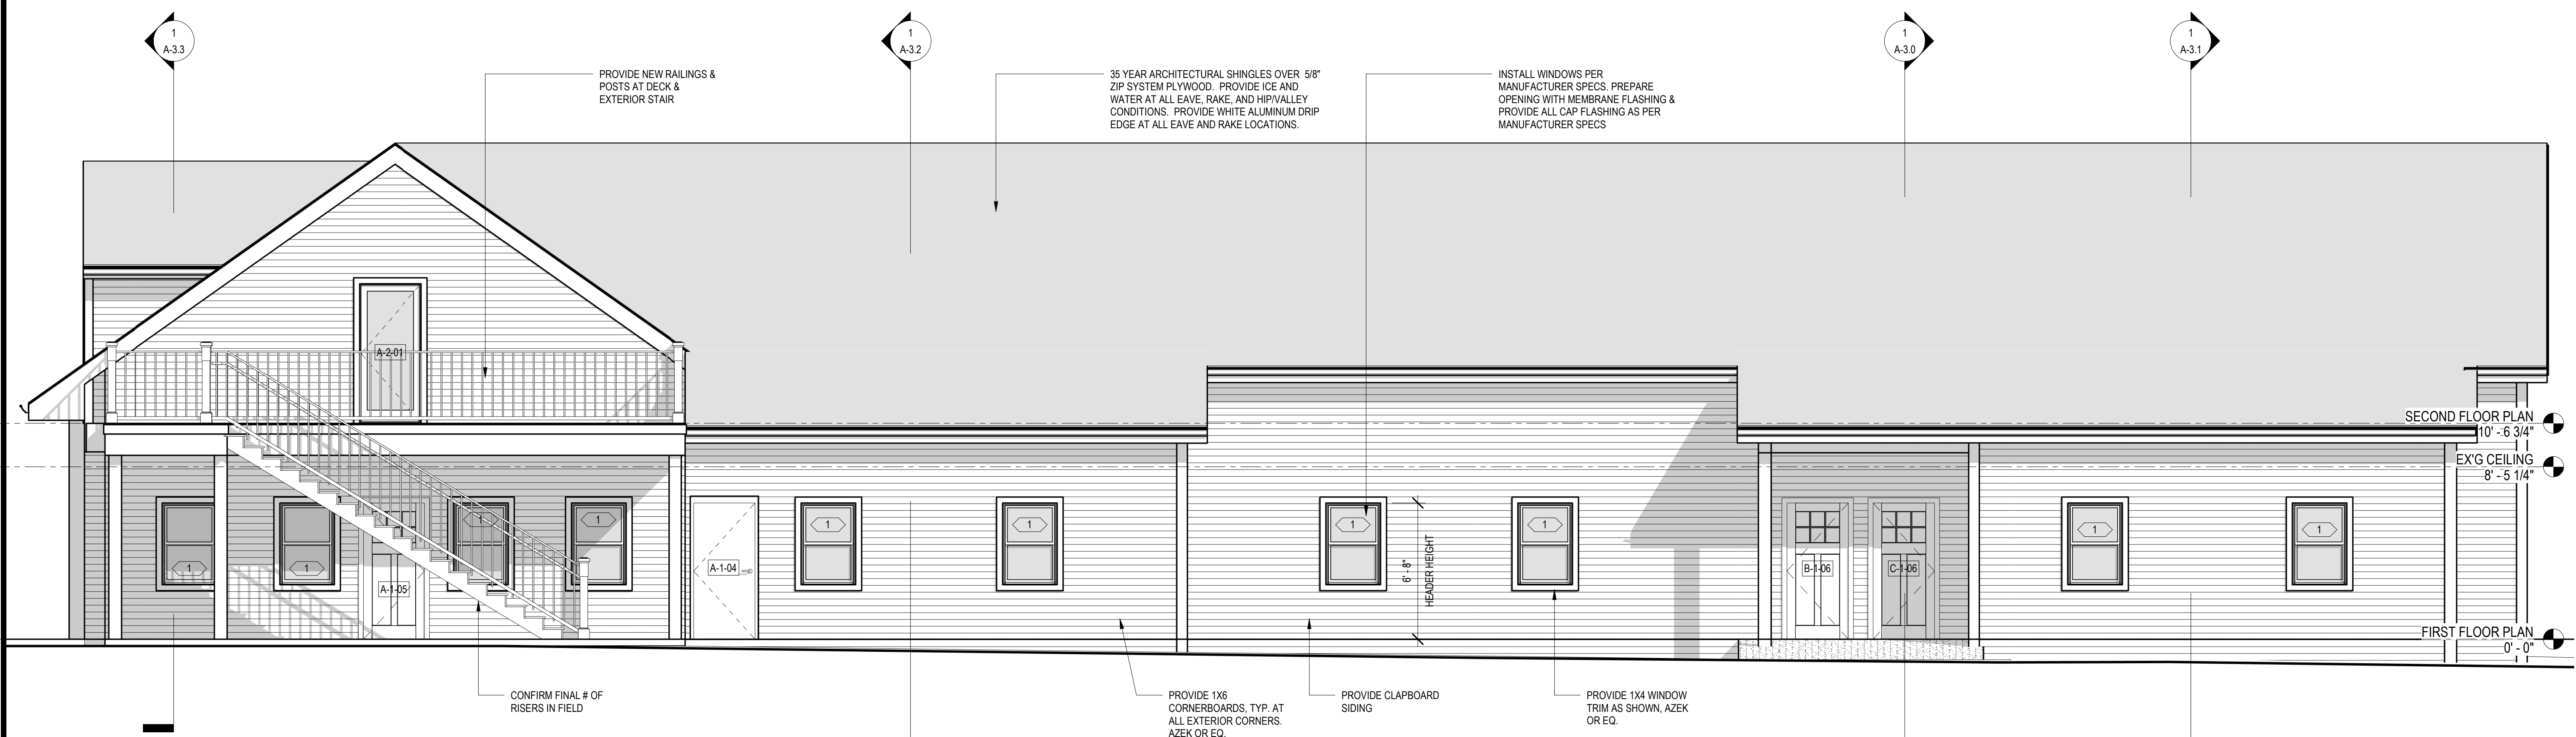 1
A-3.3
1
A-3.2
1
A-3.0
1
A-3.1
PROVIDE NEW RAILINGS &
POSTS AT DECK &
EXTERIOR STAIR
35 YEAR ARCHITECTURAL SHINGLES OVER 5/8"
ZIP SYSTEM PLYWOOD. PROVIDE ICE AND
WATER AT ALL EAVE, RAKE, AND HIP/VALLEY
CONDITIONS. PROVIDE WHITE ALUMINUM DRIP
EDGE AT ALL EAVE AND RAKE LOCATIONS.
INSTALL WINDOWS PER
MANUFACTURER SPECS. PREPARE
OPENING WITH MEMBRANE FLASHING &
PROVIDE ALL CAP FLASHING AS PER
MANUFACTURER SPECS
A-2-01
SECOND FLOOR PLAN
10' - 6 3/4"
EX'G CEILING
8' - 5 1/4"
1
1
1
1
1
1
1
1
1
1
A-1-05
A-1-04
6' - 8"
HEADER HEIGHT
B-1-06
C-1-06
FIRST FLOOR PLAN
0' - 0"
CONFIRM FINAL # OF
RISERS IN FIELD
PROVIDE 1X6
CORNERBOARDS, TYP. AT
ALL EXTERIOR CORNERS.
AZEK OR EQ.
PROVIDE CLAPBOARD
SIDING
PROVIDE 1X4 WINDOW
TRIM AS SHOWN, AZEK
OR EQ.